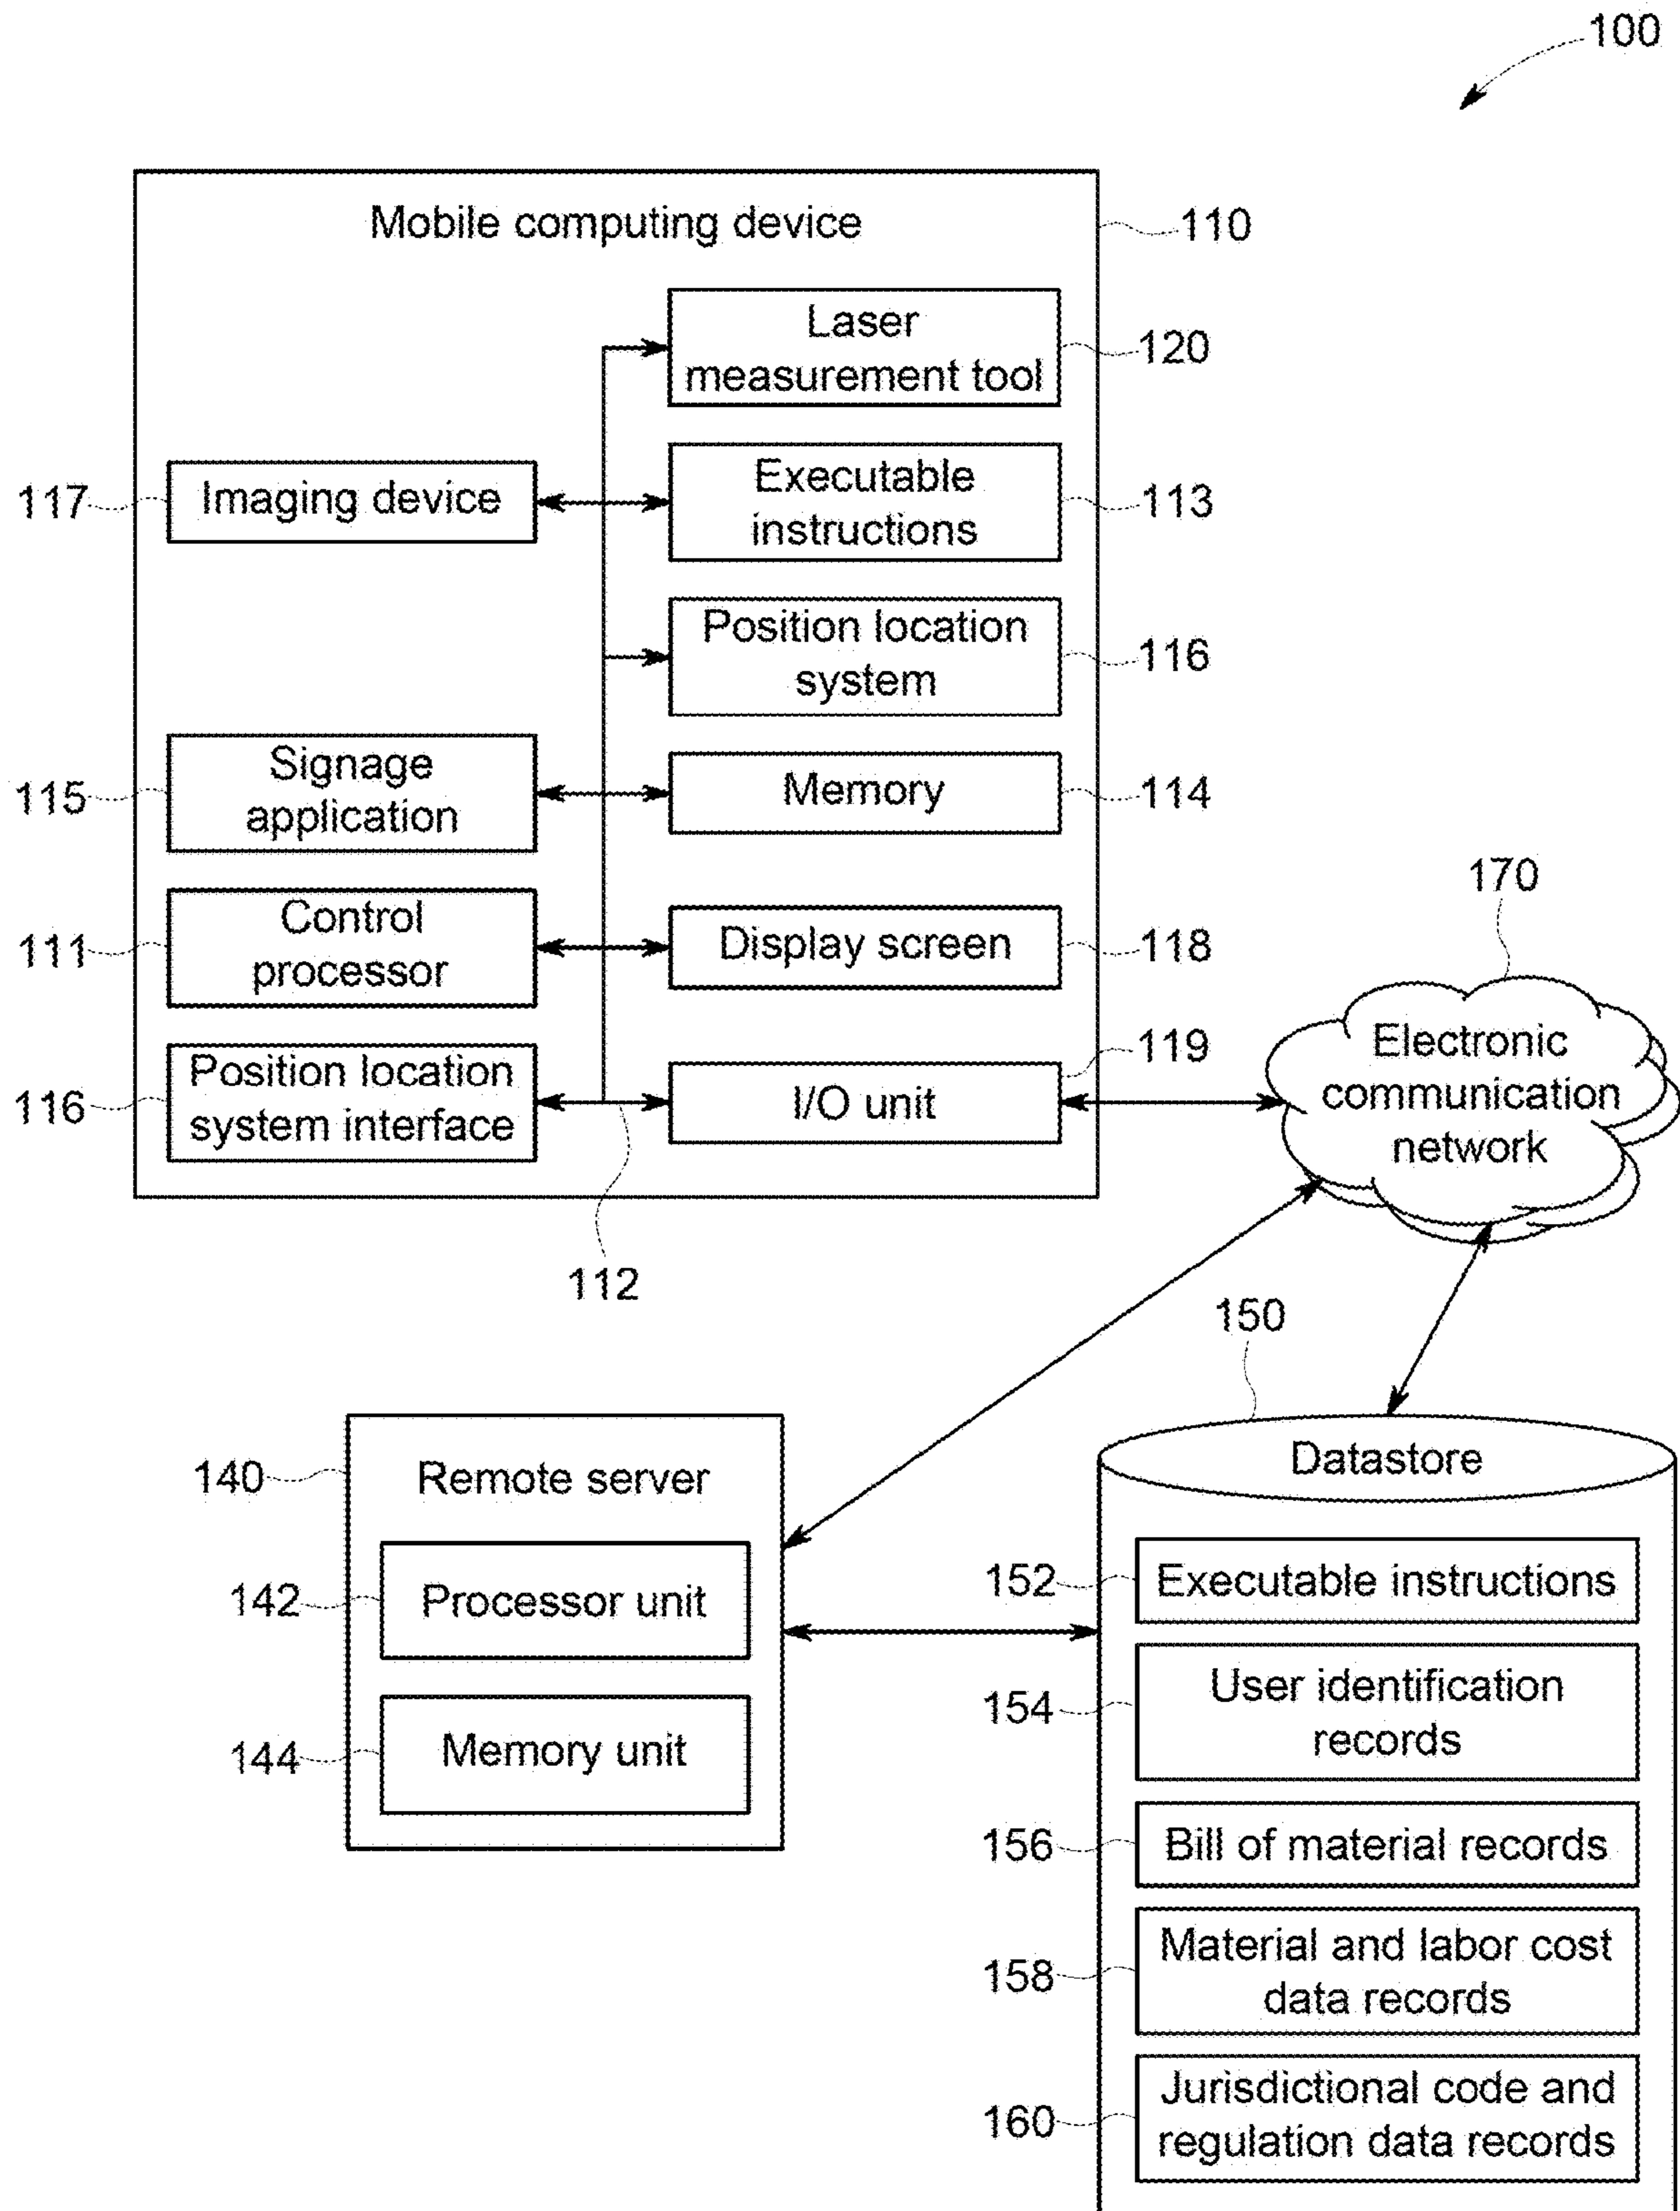 100
Mobile computing device
110
Laser
measurement tool
120
117
Imaging device
Executable
instructions
113
Position location
system
116
115
Signage
application
Memory
114
111
Control
processor
Display screen
118
170
116
Position location
system interface
I/O unit
119
Electronic
communication
network
112
150
140
Remote server
Datastore
142
Processor unit
152
Executable instructions
144
Memory unit
154
User identification
records
156
Bill of material records
158
Material and labor cost
data records
160
Jurisdictional code and
regulation data records